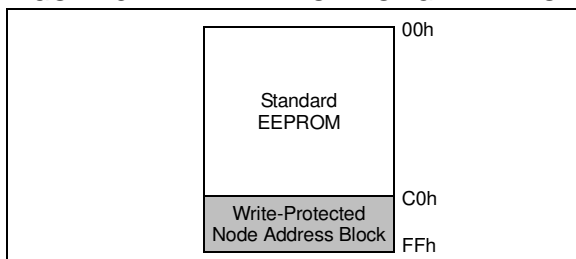 00h
Standard
EEPROM
C0h
Write-Protected
Node Address Block
FFh